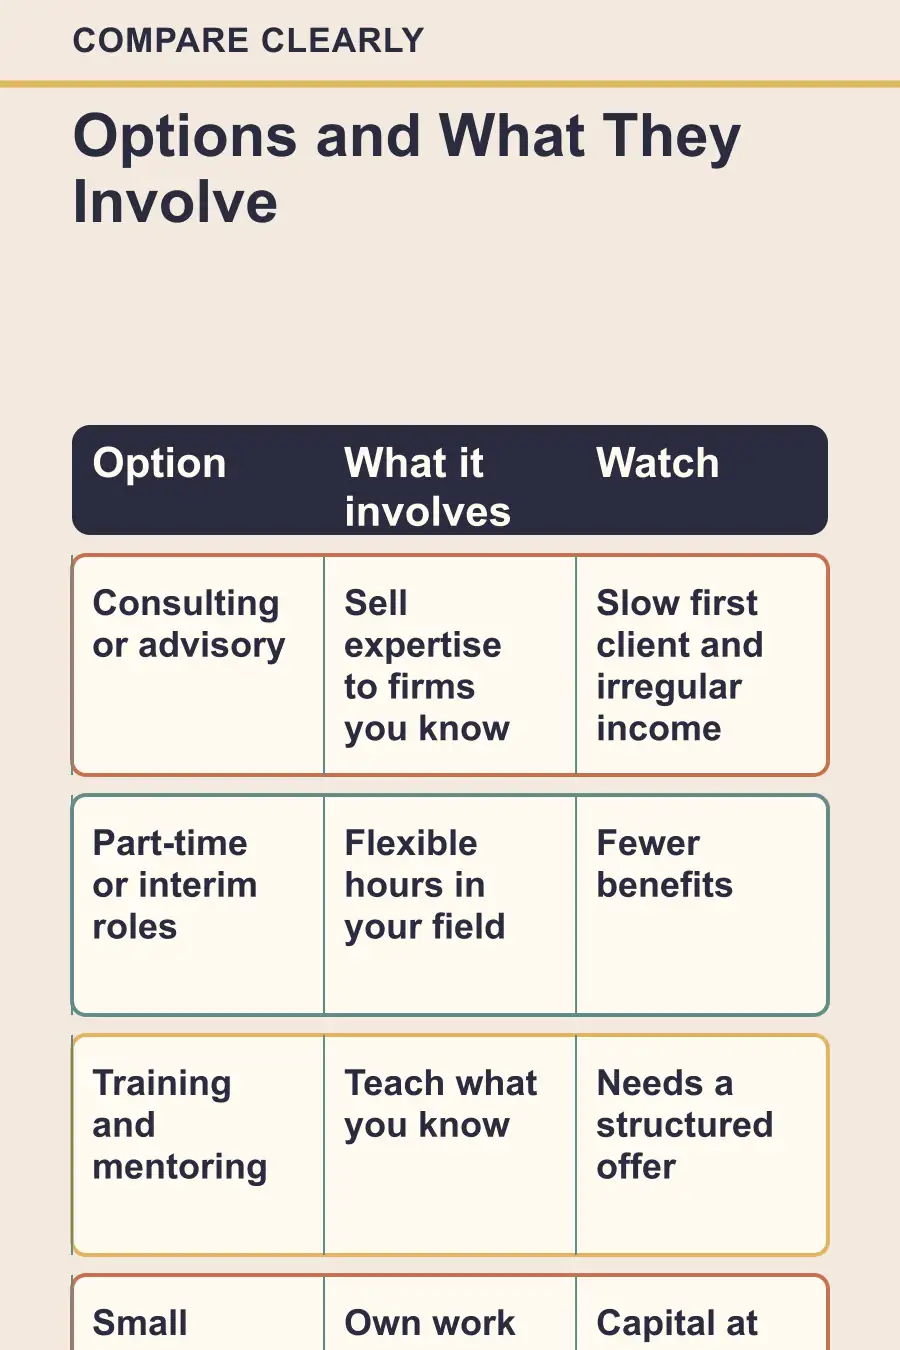 COMPARE CLEARLY
Options and What They
Involve
Option
What it
involves
Watch
Consulting
or advisory
Sell
expertise
to firms
you know
Slow first
client and
irregular
income
Part-time
or interim
roles
Flexible
hours in
your field
Fewer
benefits
Training
and
mentoring
Teach what
you know
Needs a
structured
offer
Small
Own work
Capital at